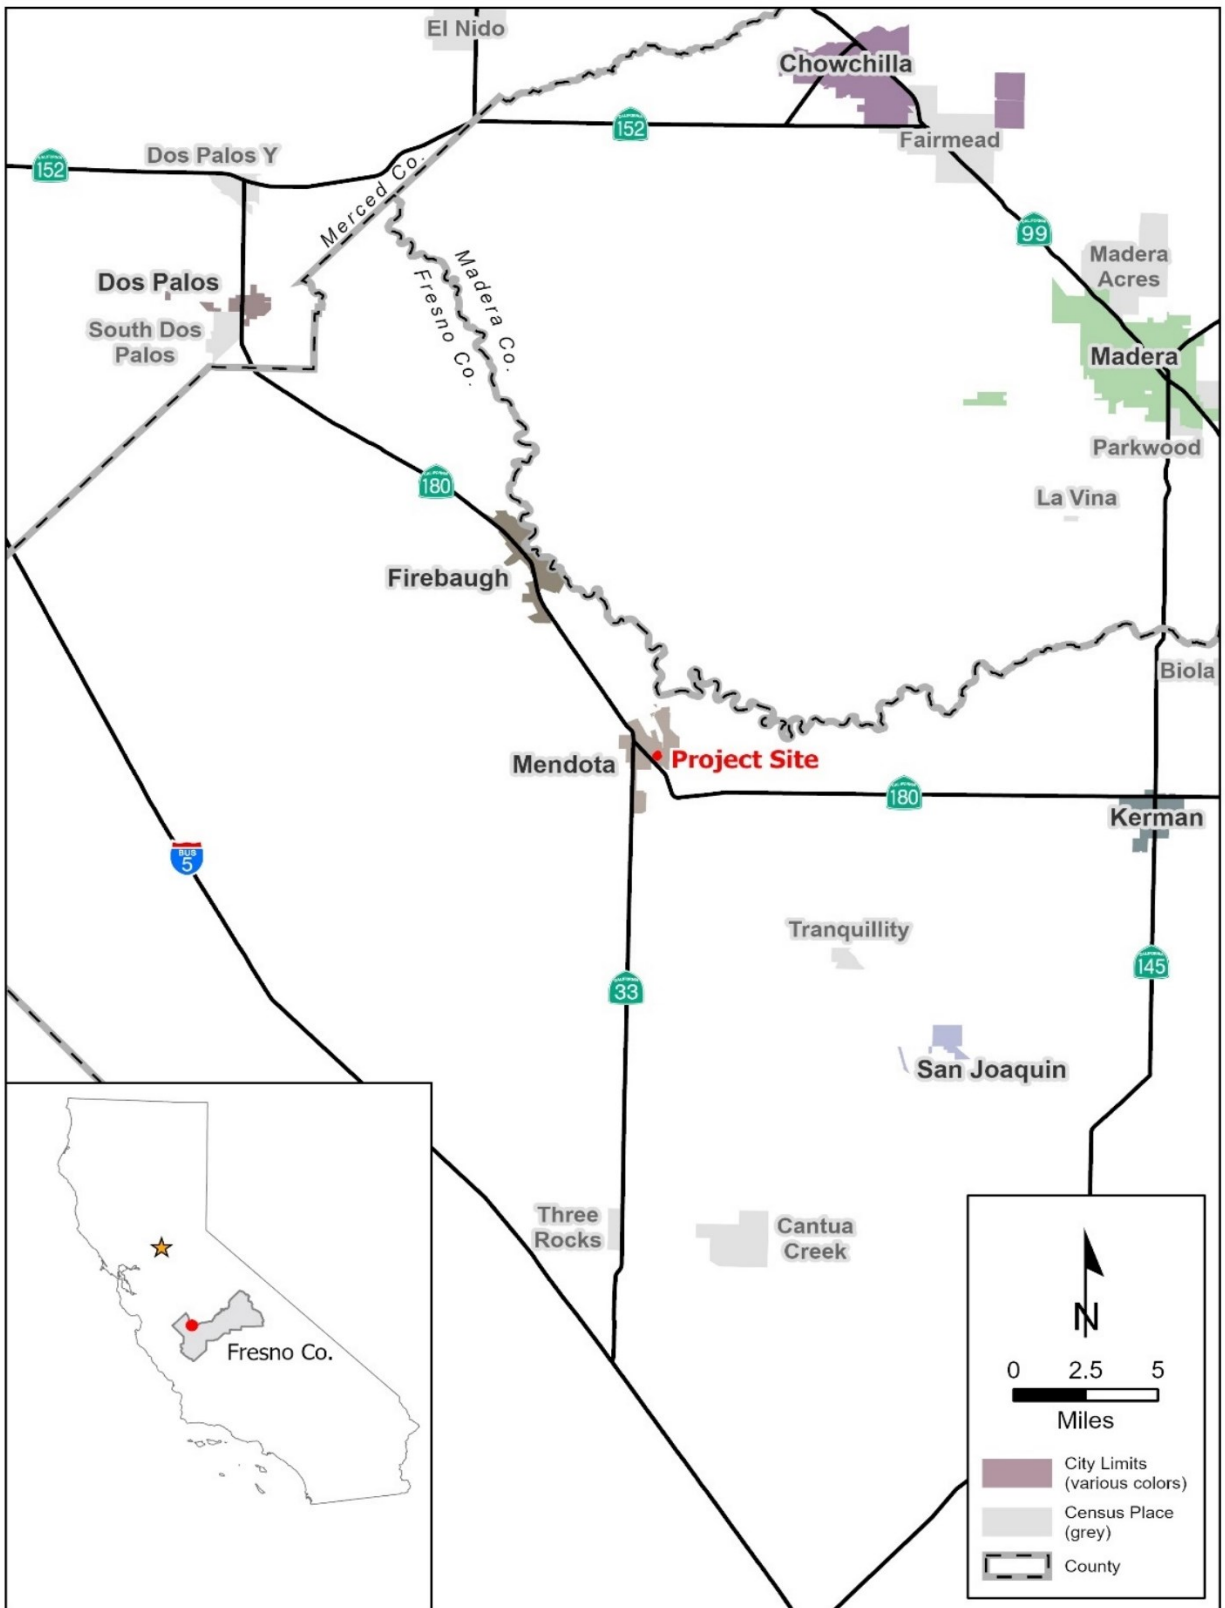 El Nido
Chowchilla
152
Fairmead
Dos Palos Y
152
Merced Co.
99
Madera
Acres
Madera Co.
Fresno Co.
Dos Palos
South Dos
Palos
Madera
Parkwood
180
La Vina
Firebaugh
Biola
Mendota
Project Site
180
Kerman
BUS
5
Tranquillity
145
33
San Joaquin
Three
Rocks
Cantua
Creek
Fresno Co.
N
0 2.5 5
Miles
City Limits
(various colors)
Census Place
(grey)
County